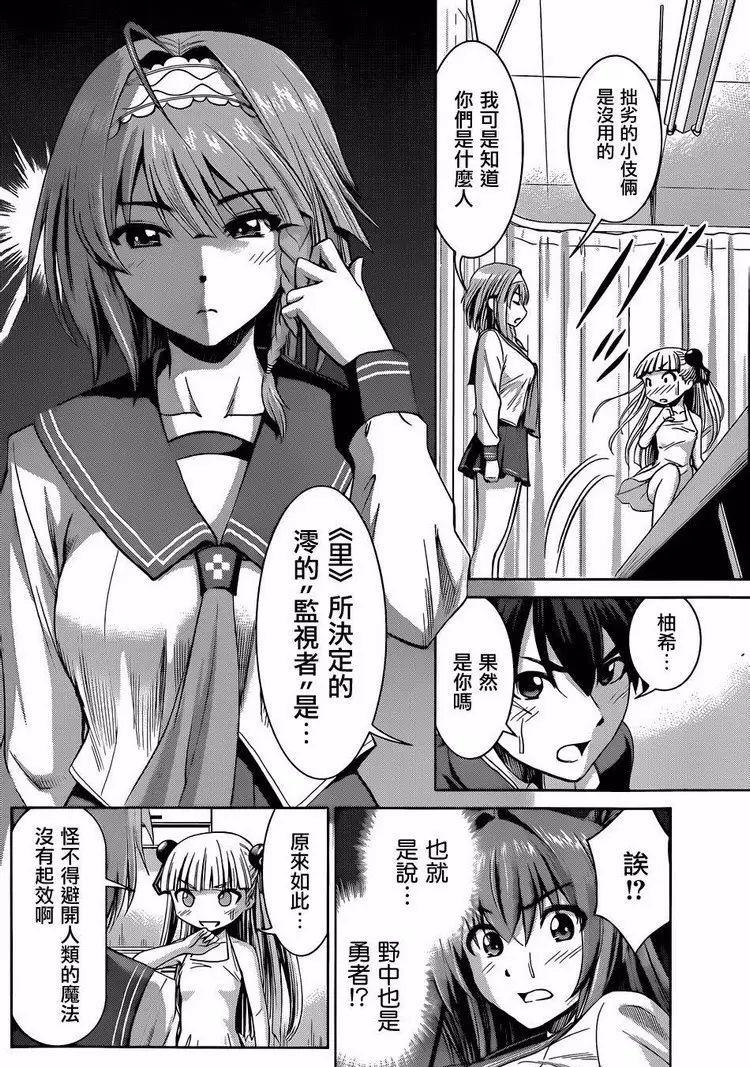 拙劣的小伎倆
是沒用的
我可是知道
你們是什麼人
柚希…
果然
是你嗎
《里》所決定的
澪的"監視者"是…
誒!?
也就
是說…
野中也是
勇者!?
原來如此…
怪不得避開人類的魔法
沒有起效啊